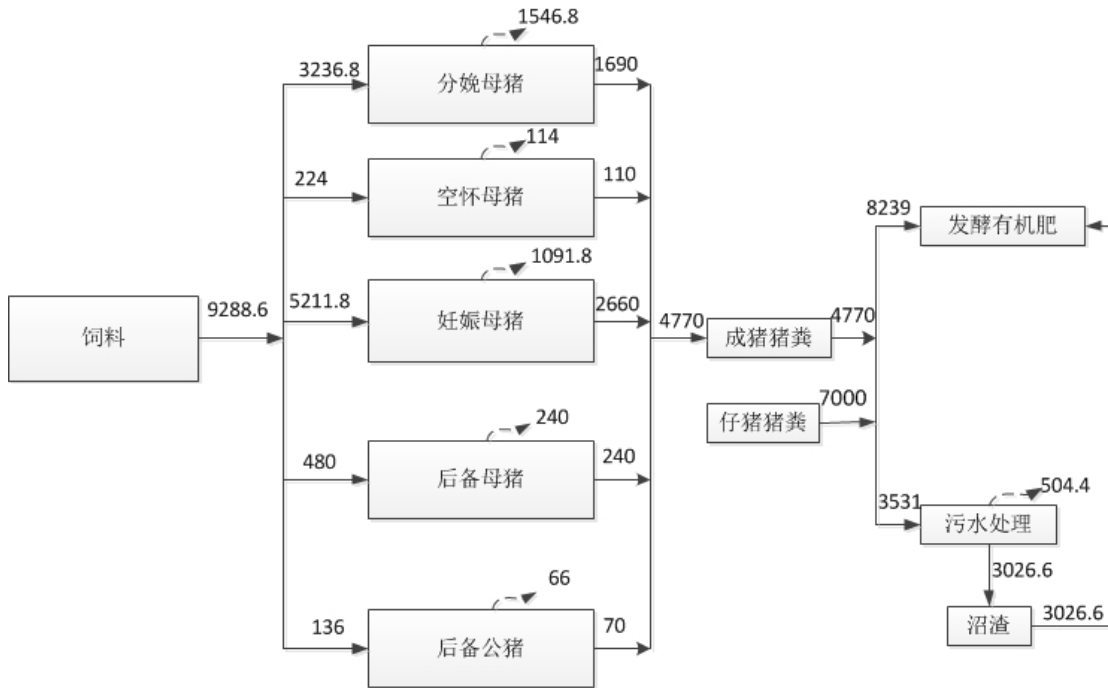 1546.8
3236.8
分娩母猪
1690
114
224
空怀母猪
110
8239
发酵有机肥
1091.8
9288.6
5211.8
妊娠母猪
2660
饲料
4770
成猪猪粪
4770
仔猪猪粪
7000
240
480
后备母猪
240
504.4
3531
污水处理
3026.6
66
136
后备公猪
70
沼渣
3026.6